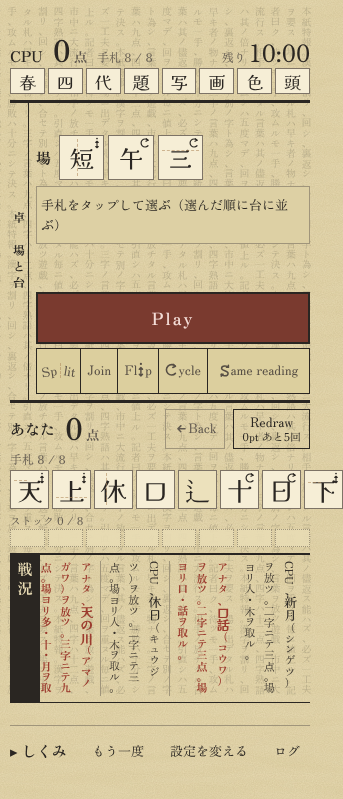 CPU 0点 手札 8 / 8 残り 10:00
春 四 代 題 写 画 色 頭
場 短 午 三
手札をタップして選ぶ（選んだ順に台に並ぶ）
卓 場と台
Play
Split Join Flip Cycle Same reading
あなた 0点 ←Back Redraw
0pt あと5回
手札 8 / 8
天 上 休 口 辶 十 日 下
ストック 0 / 8
戦況
CPU、新月（シンゲツ）
ヲ放ツ。二字ニテ三点。場
ヨリ人・木ヲ取ル。
アナタ、口話（コウワ）
ヲ放ツ。二字ニテ三点。場
ヨリ口・話ヲ取ル。
CPU、休日（キュウジ
ツ）ヲ放ツ。二字ニテ三
点。場ヨリ人・木ヲ取ル。
アナタ、天の川（アマノ
ガワ）ヲ放ツ。三字ニテ九
点。場ヨリ多・十・月ヲ取
▶ しくみ もう一度 設定を変える ログ